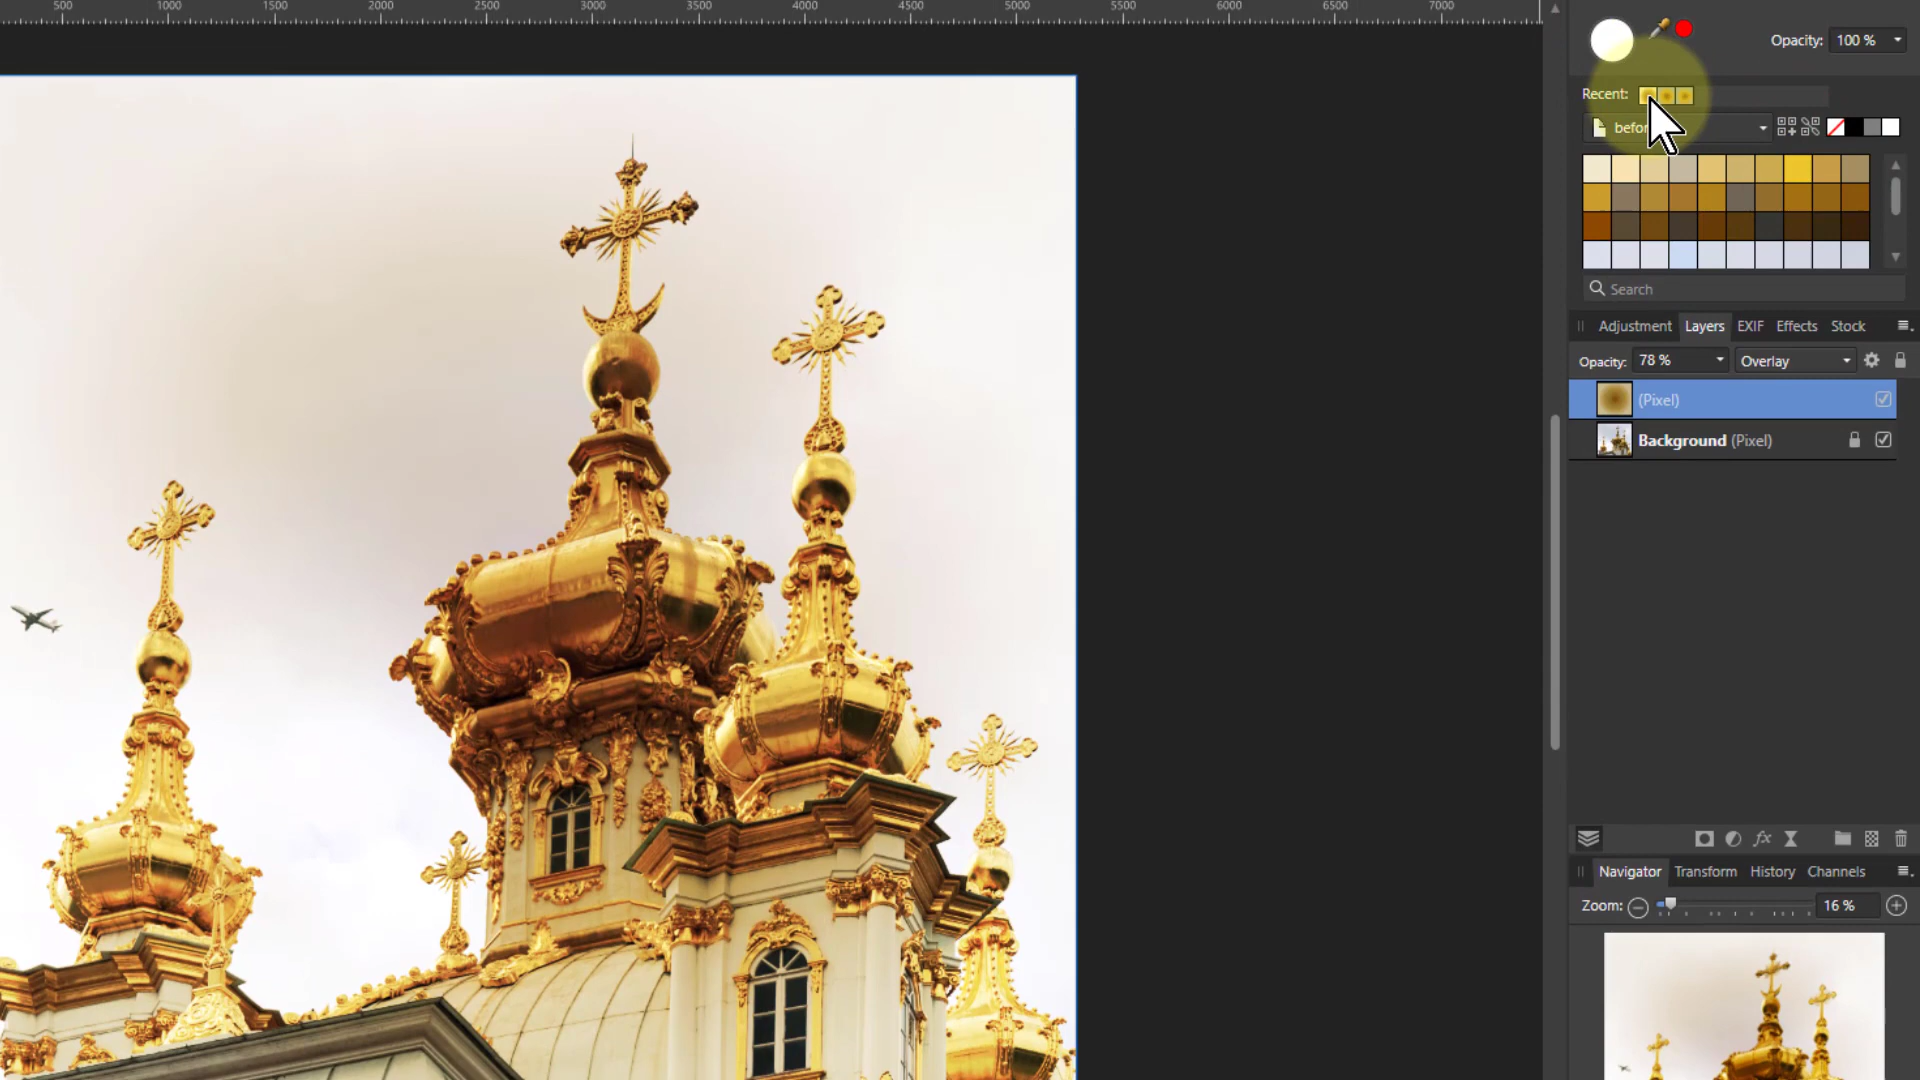 500 1000 1500 2000 2500 3000 3500 4000 4500 5000 5500 6000 6500 7000
Opacity: 100 %
Recent:
Search
Adjustment Layers EXIF Effects Stock
Opacity: 78 % Overlay
(Pixel)
Background (Pixel)
fx
Navigator Transform History Channels
Zoom: 16 %